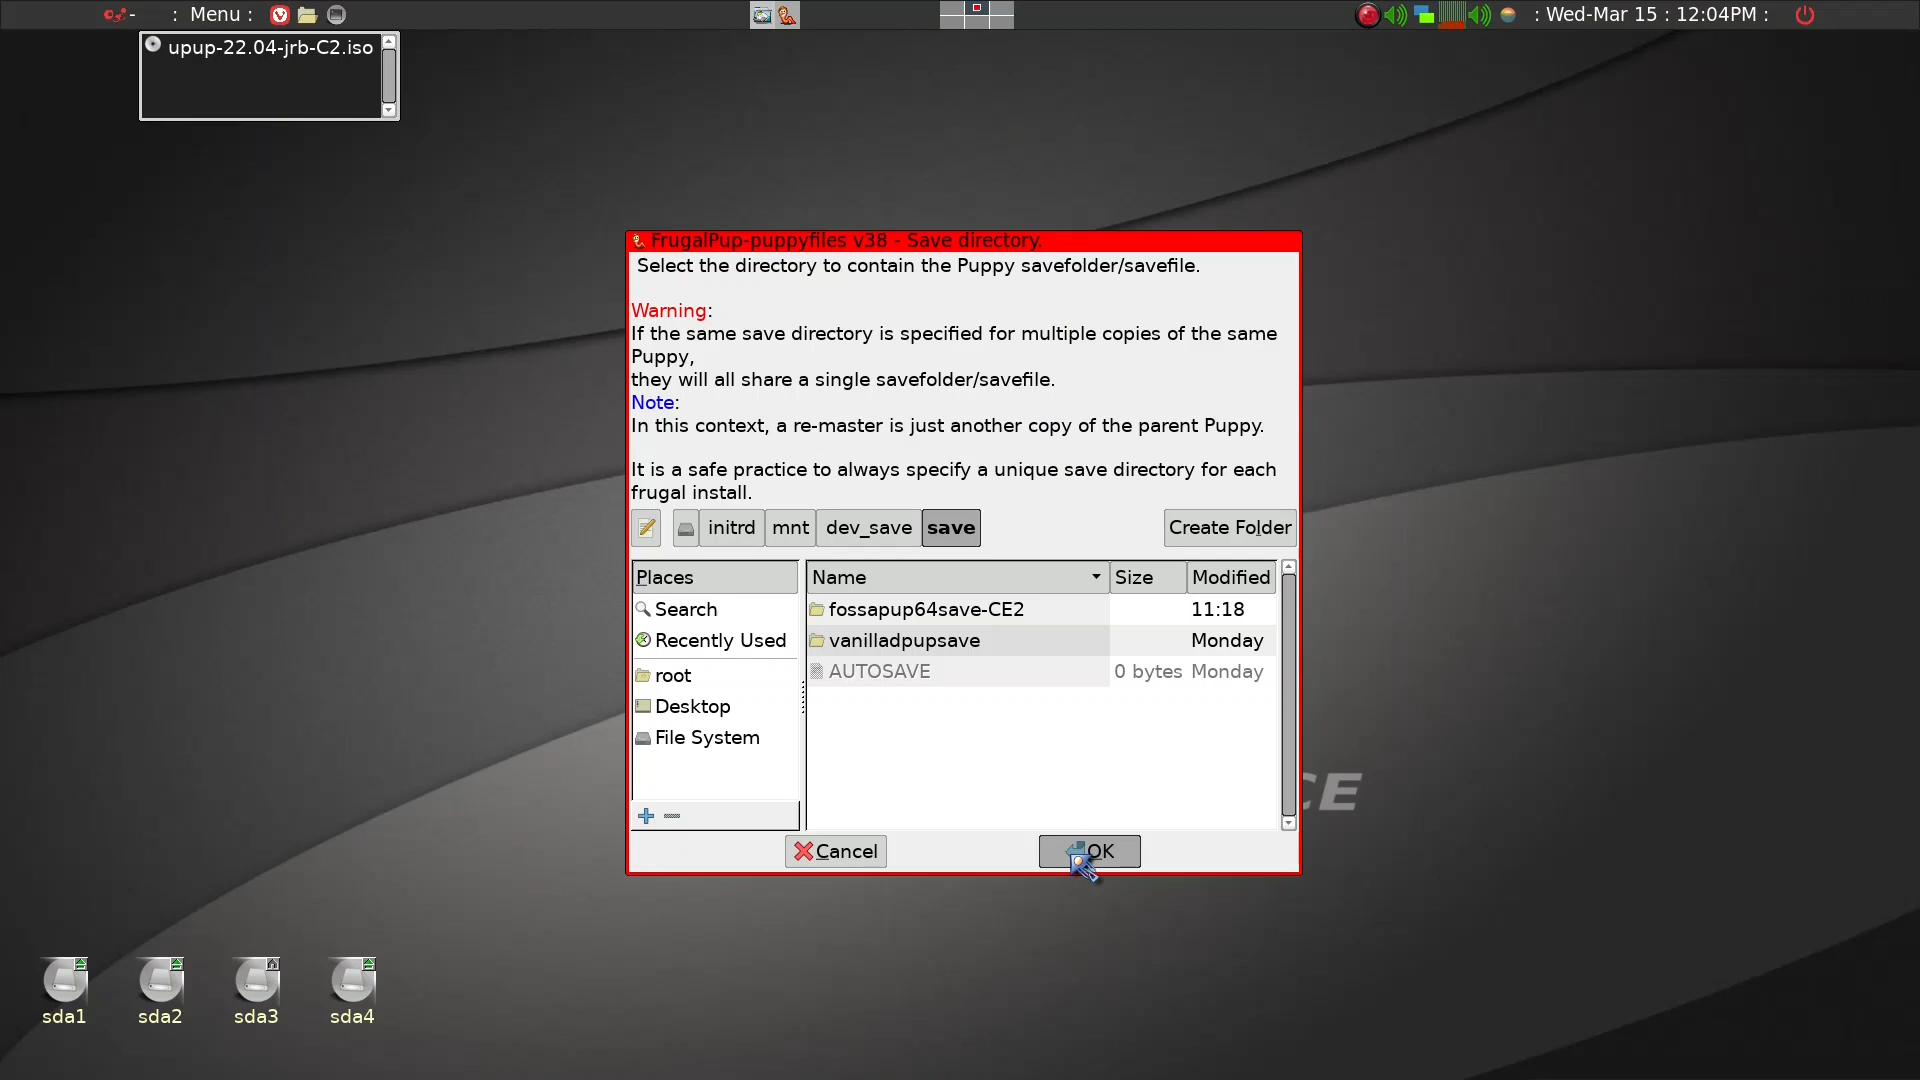 : Menu :
: Wed-Mar 15 : 12:04PM :
upup-22.04-jrb-C2.iso
FrugalPup-puppyfiles v38 - Save directory.
Select the directory to contain the Puppy savefolder/savefile.
Warning:
If the same save directory is specified for multiple copies of the same
Puppy,
they will all share a single savefolder/savefile.
Note:
In this context, a re-master is just another copy of the parent Puppy.
It is a safe practice to always specify a unique save directory for each
frugal install.
initrd mnt dev_save save Create Folder
Places
Search
Recently Used
root
Desktop
File System
Name Size Modified
fossapup64save-CE2 11:18
vanilladpupsave Monday
AUTOSAVE 0 bytes Monday
Cancel OK
CE
sda1 sda2 sda3 sda4